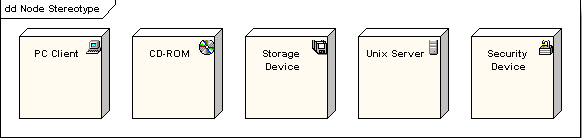 dd Node Stereotype
PC Client
CD-ROM
Storage
Device
Unix Server
Security
Device